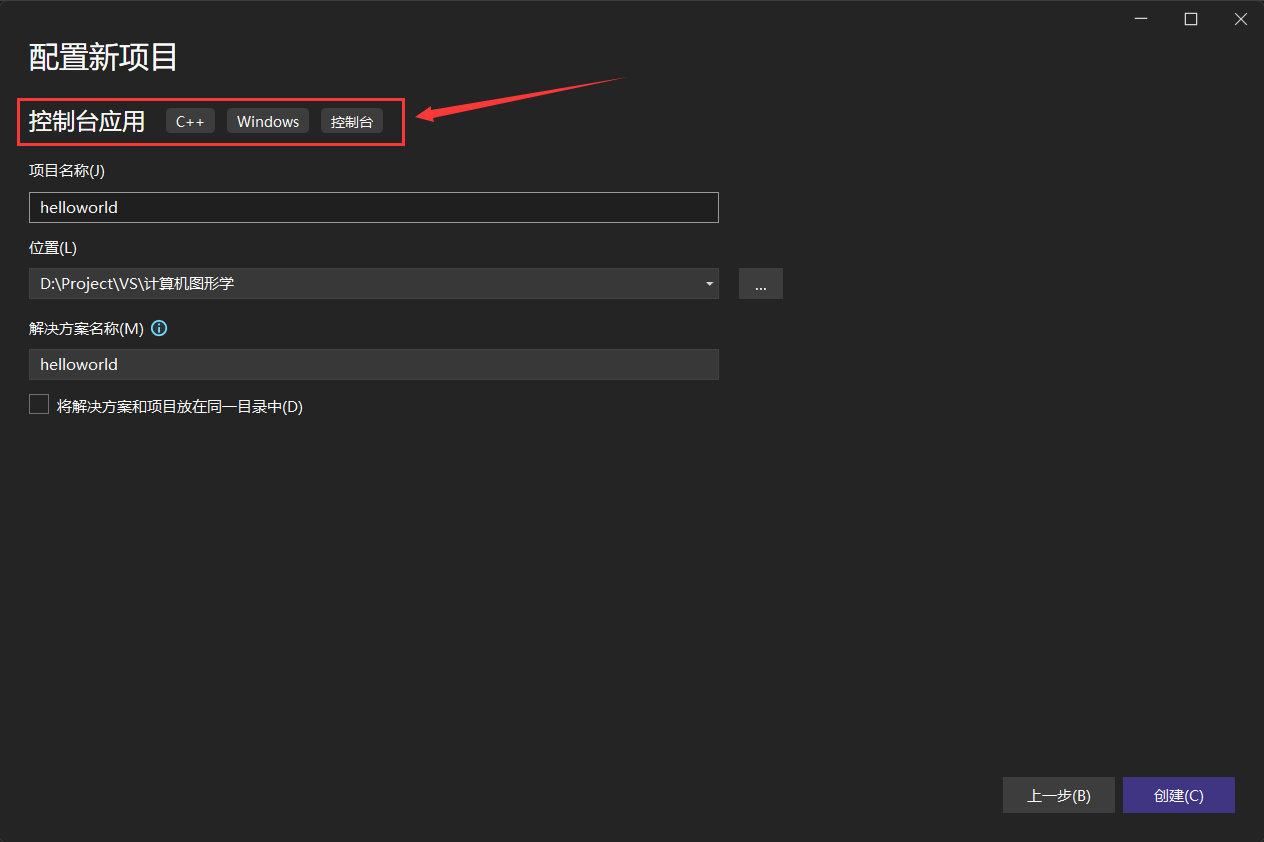 配置新项目
控制台应用 C++ Windows 控制台
项目名称(J)
helloworld
位置(L)
D:\Project\VS\计算机图形学 ...
解决方案名称(M)
helloworld
将解决方案和项目放在同一目录中(D)
上一步(B) 创建(C)